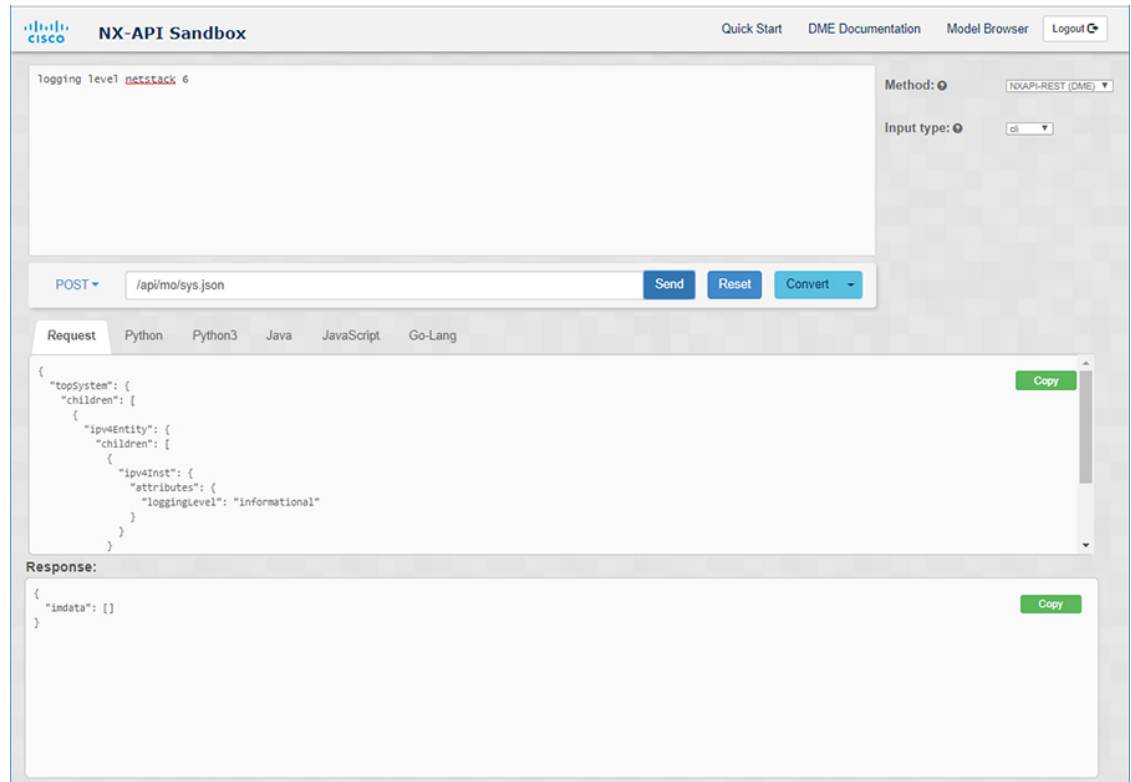 CISCO
NX-API Sandbox
Quick Start
DME Documentation
Model Browser
Logout
logging level netstack 6
Method:
NXAPI-REST (DME)
Input type:
cli
POST
/api/mo/sys.json
Send
Reset
Convert
Request
Python
Python3
Java
JavaScript
Go-Lang
Copy
{
  "topSystem": {
    "children": [
      {
        "ipv4Entity": {
          "children": [
            {
              "ipv4Inst": {
                "attributes": {
                  "loggingLevel": "informational"
                }
              }
            }
Response:
Copy
{
  "imdata": []
}